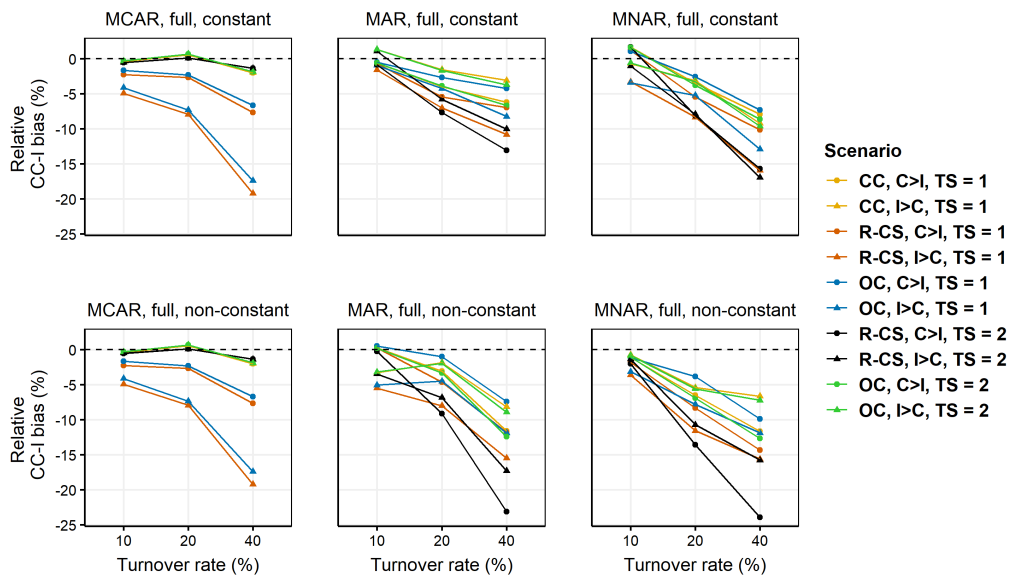 MCAR, full, constant
MAR, full, constant
MNAR, full, constant
0
-5
-10
-15
-20
-25
Relative
CC-I bias (%)
MCAR, full, non-constant
MAR, full, non-constant
MNAR, full, non-constant
0
-5
-10
-15
-20
-25
Relative
CC-I bias (%)
10 20 40
10 20 40
10 20 40
Turnover rate (%)
Turnover rate (%)
Turnover rate (%)
Scenario
CC, C>I, TS = 1
CC, I>C, TS = 1
R-CS, C>I, TS = 1
R-CS, I>C, TS = 1
OC, C>I, TS = 1
OC, I>C, TS = 1
R-CS, C>I, TS = 2
R-CS, I>C, TS = 2
OC, C>I, TS = 2
OC, I>C, TS = 2